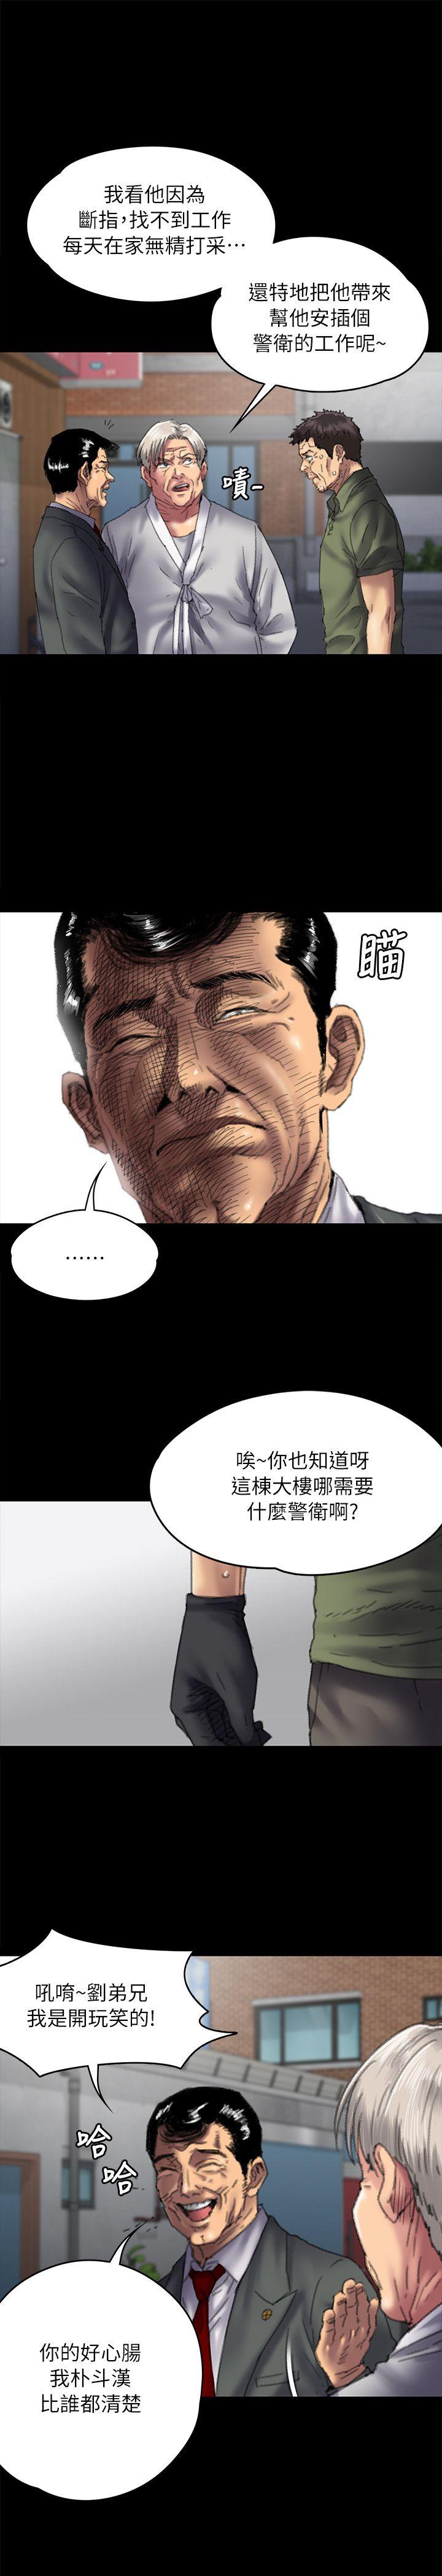 我看他因為
斷指，找不到工作
每天在家無精打采…
還特地把他帶來
幫他安插個
警衛的工作呢~
嘖-
瞄
……
唉~你也知道呀
這棟大樓哪需要
什麼警衛啊?
吼唷~劉弟兄
我是開玩笑的!
哈
哈
你的好心腸
我朴斗漢
比誰都清楚